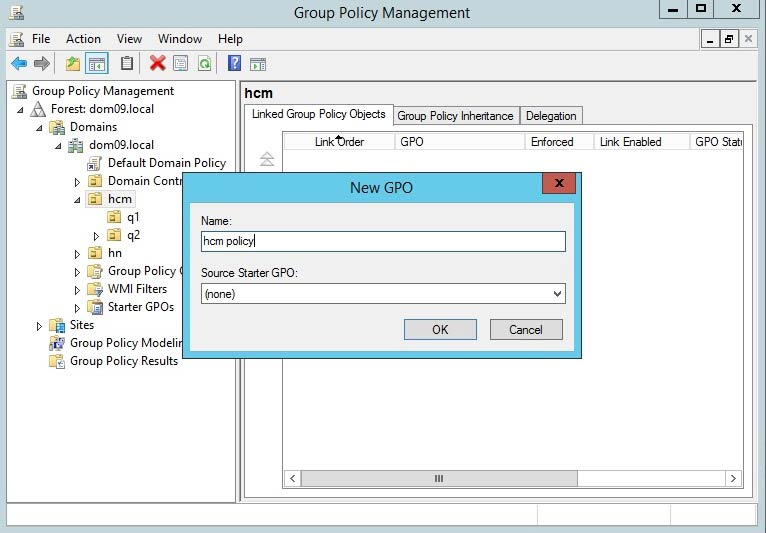 Group Policy Management
File Action View Window Help
Group Policy Management
Forest: dom09.local
Domains
dom09.local
Default Domain Policy
Domain Contr
hcm
q1
q2
hn
Group Policy O
WMI Filters
Starter GPOs
Sites
Group Policy Modelin
Group Policy Results
hcm
Linked Group Policy Objects Group Policy Inheritance Delegation
Link Order GPO Enforced Link Enabled GPO Stat
New GPO
Name:
hcm policy
Source Starter GPO:
(none)
OK Cancel